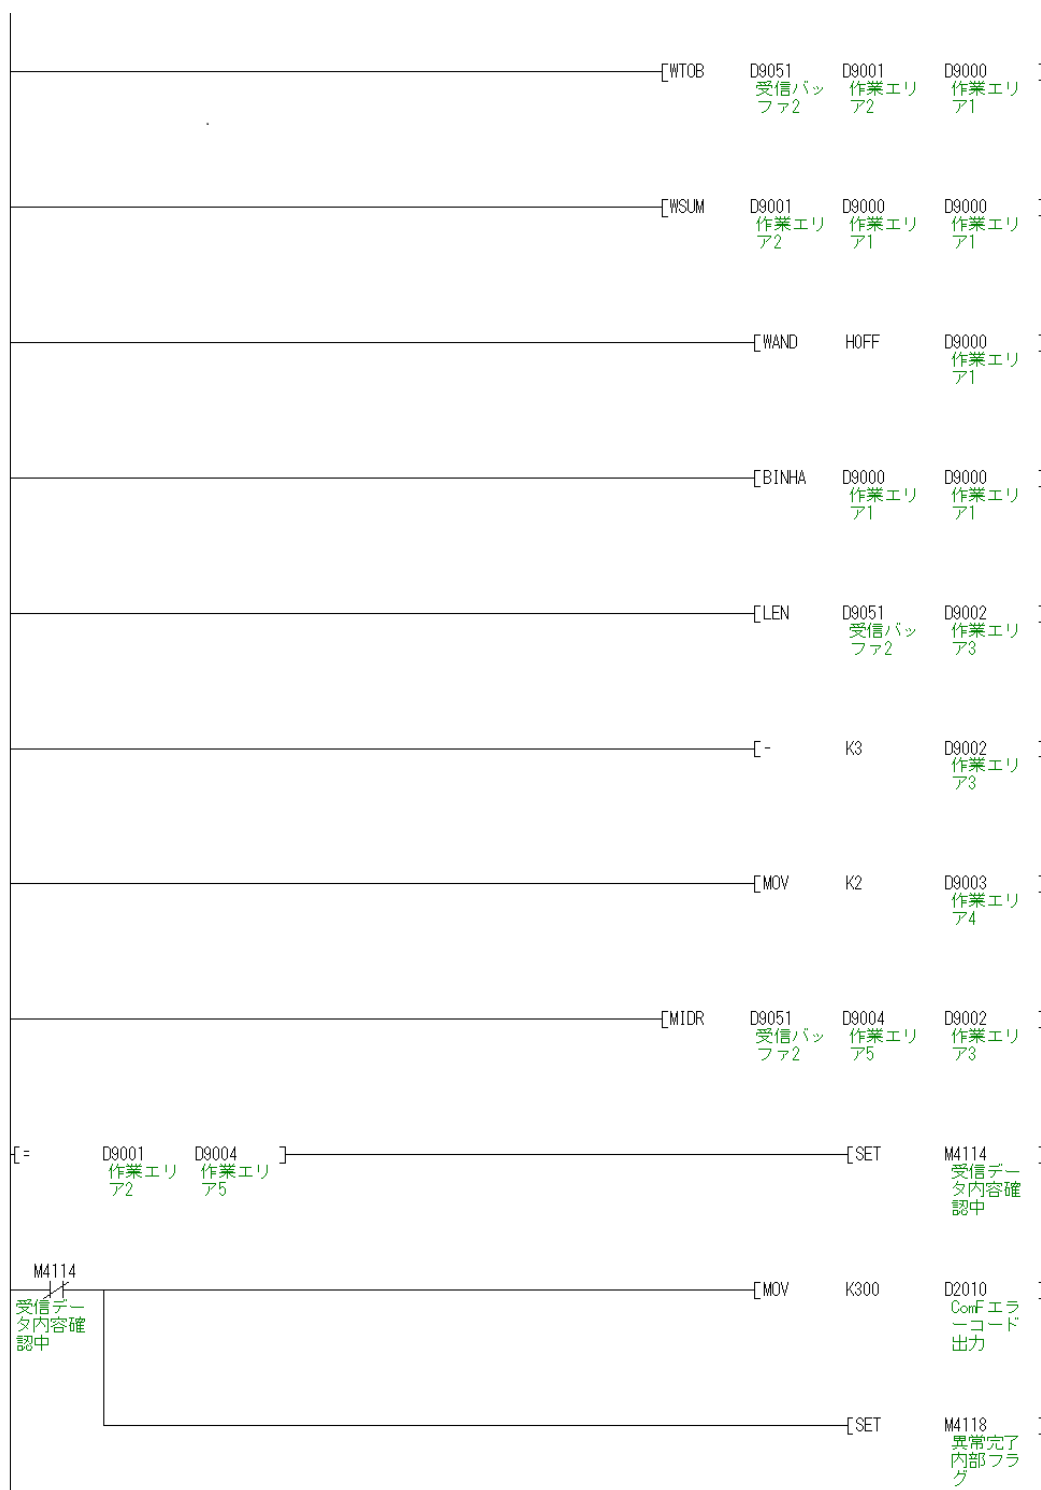 [WTOB D9051 D9001 D9000 ]
受信バッ 作業エリ 作業エリ
ファ2 ア2 ア1
[WSUM D9001 D9000 D9000 ]
作業エリ 作業エリ 作業エリ
ア2 ア1 ア1
[WAND H0FF D9000 ]
作業エリ
ア1
[BINHA D9000 D9000 ]
作業エリ 作業エリ
ア1 ア1
[LEN D9051 D9002 ]
受信バッ 作業エリ
ファ2 ア3
[- K3 D9002 ]
作業エリ
ア3
[MOV K2 D9003 ]
作業エリ
ア4
[MIDR D9051 D9004 D9002 ]
受信バッ 作業エリ 作業エリ
ファ2 ア5 ア3
[= D9001 D9004 ] [SET M4114 ]
作業エリ 作業エリ 受信デー
ア2 ア5 タ内容確
認中
M4114
[MOV K300 D2010 ]
受信デー ComFエラ
タ内容確 ーコード
認中 出力
[SET M4118 ]
異常完了
内部フラ
グ